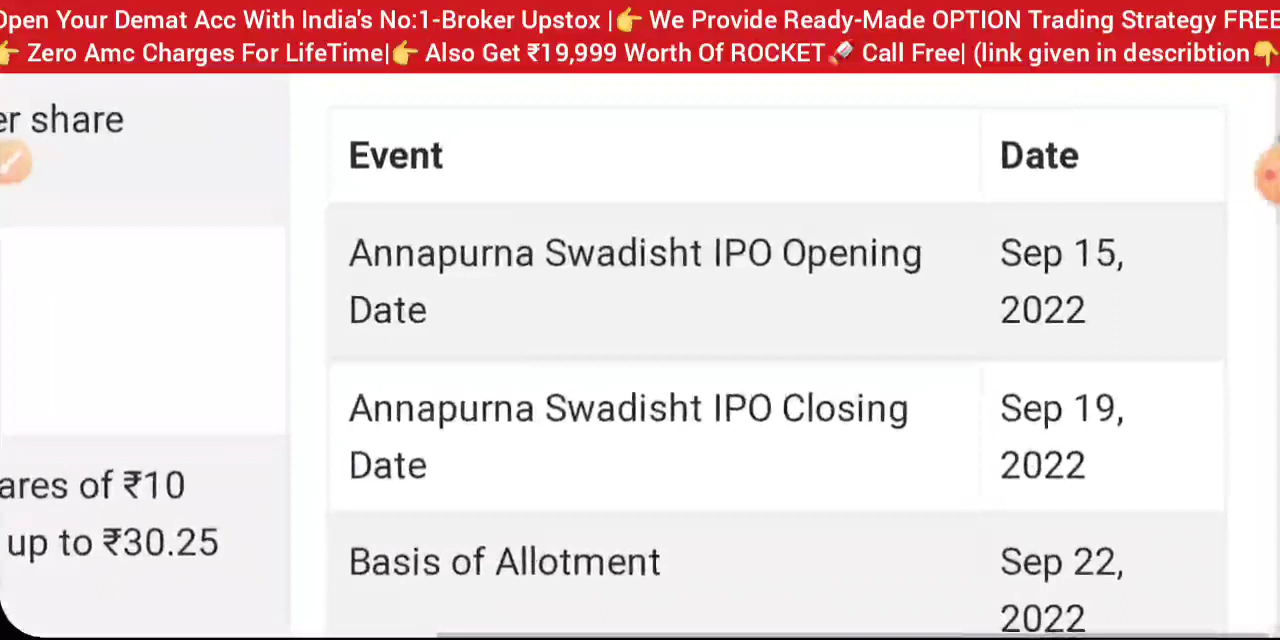 Open Your Demat Acc With India's No:1-Broker Upstox |👉 We Provide Ready-Made OPTION Trading Strategy FREE
👉 Zero Amc Charges For LifeTime|👉 Also Get ₹19,999 Worth Of ROCKET🚀 Call Free| (link given in describtion👇
er share
ares of ₹10
up to ₹30.25
Event Date
Annapurna Swadisht IPO Opening Sep 15,
Date 2022
Annapurna Swadisht IPO Closing Sep 19,
Date 2022
Basis of Allotment Sep 22,
2022